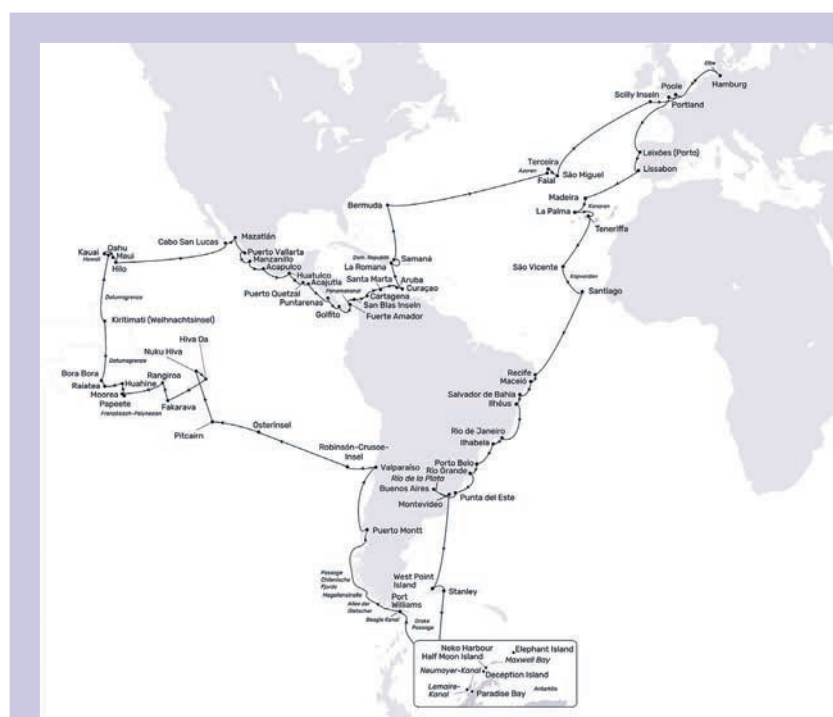 Elbe
Hamburg
Poole
Portland
Scilly Inseln
Leixões (Porto)
Lissabon
Terceira
Azoren
Faial
São Miguel
Madeira
Kanaren
La Palma
Teneriffa
Bermuda
Mazatlán
Cabo San Lucas
Puerto Vallarta
Manzanillo
Acapulco
Huatulco
Acajutla
Puerto Quetzal
Puntarenas
Golfito
Panamakanal
Fuerte Amador
San Blas Inseln
Cartagena
Santa Marta
Aruba
Curaçao
Dom. Republik
La Romana
Samaná
Oahu
Kauai
Maui
Hawaii
Hilo
Datumsgrenze
Kiritimati (Weihnachtsinsel)
Datumsgrenze
Hiva Oa
Nuku Hiva
Bora Bora
Raiatea
Huahine
Rangiroa
Moorea
Papeete
Fakarava
Französisch-Polynesien
Pitcairn
Osterinsel
Robinsón-Crusoe-
Insel
Valparaíso
São Vicente
Kapverden
Santiago
Recife
Maceió
Salvador de Bahia
Ilhéus
Rio de Janeiro
Ilhabela
Porto Belo
Rio Grande
Río de la Plata
Buenos Aires
Punta del Este
Montevideo
Puerto Montt
Passage
Chilenische
Fjorde
Magellanstraße
Allee der
Gletscher
Beagle Kanal
Port
Williams
Drake
Passage
West Point
Island
Stanley
Neko Harbour
Elephant Island
Half Moon Island
Maxwell Bay
Neumayer-Kanal
Deception Island
Lemaire-
Kanal
Paradise Bay
Antarktis